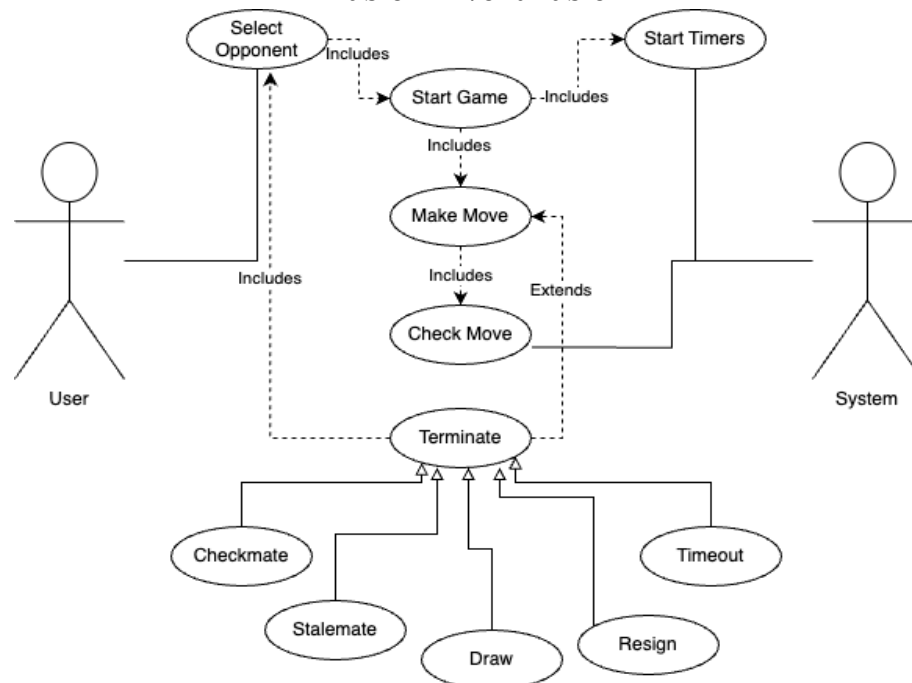 Select
Opponent
Includes
Start Timers
Start Game
Includes
Includes
Make Move
Includes
Includes
Extends
Check Move
User
System
Terminate
Checkmate
Timeout
Stalemate
Resign
Draw